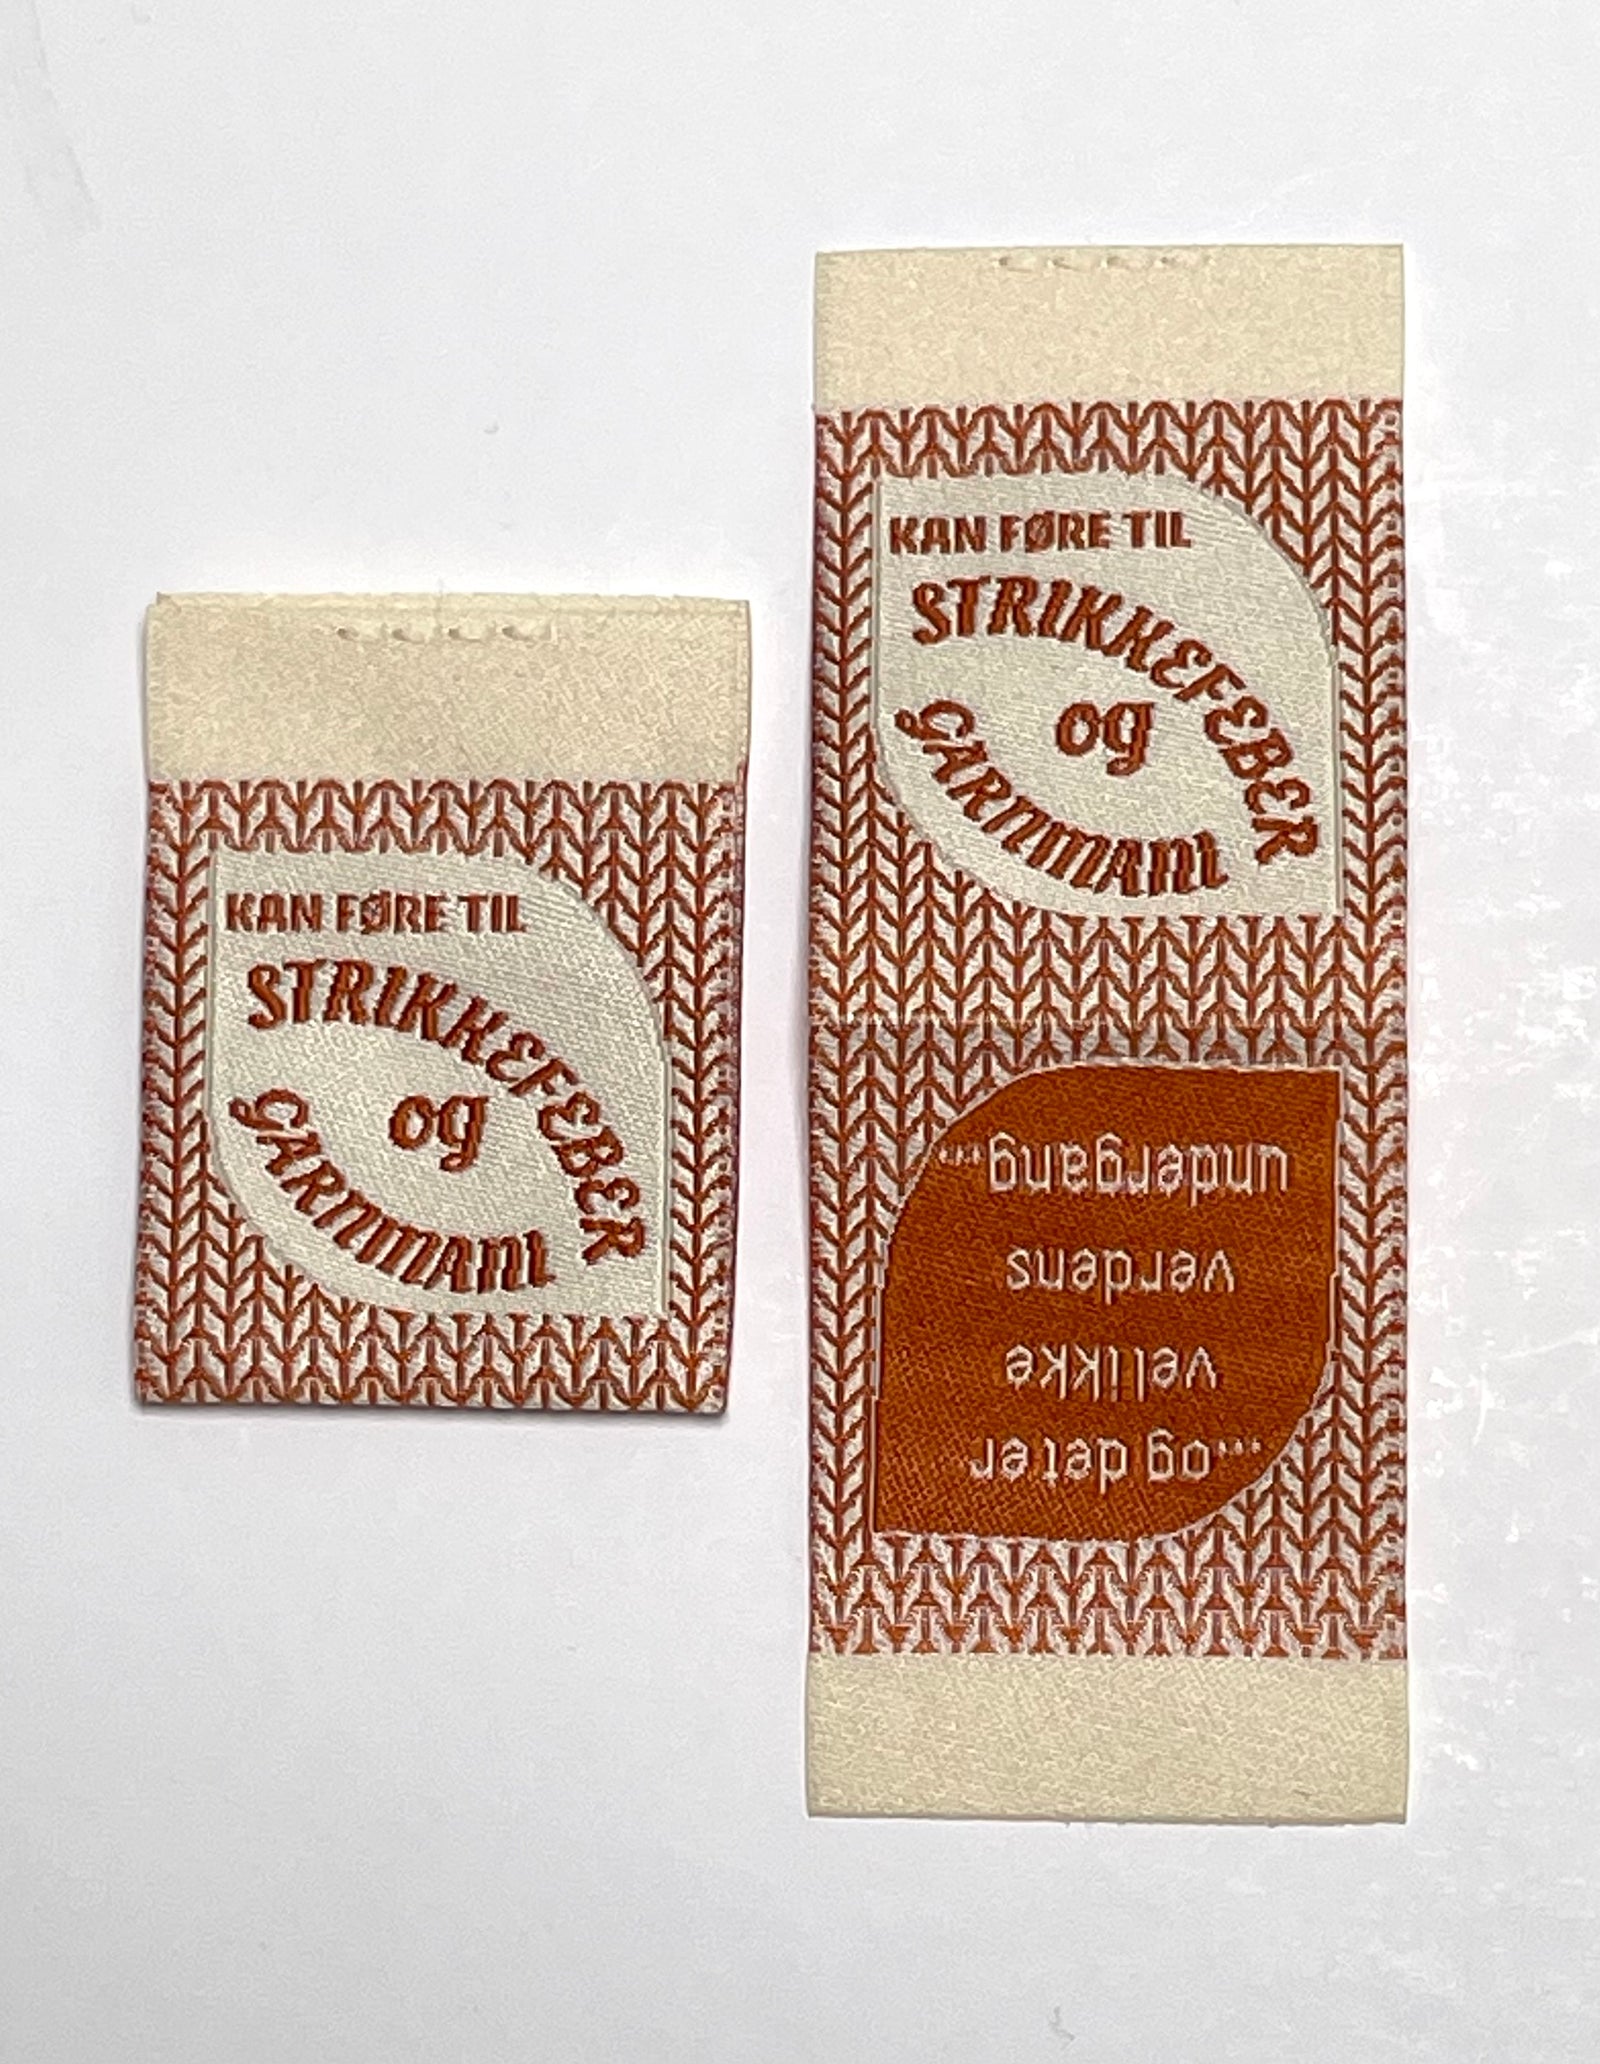 KAN FØRE TIL
STRIKKEFEBER
og
GARNMANI
KAN FØRE TIL
STRIKKEFEBER
og
GARNMANI
...og det er
vel ikke
verdens
undergang...